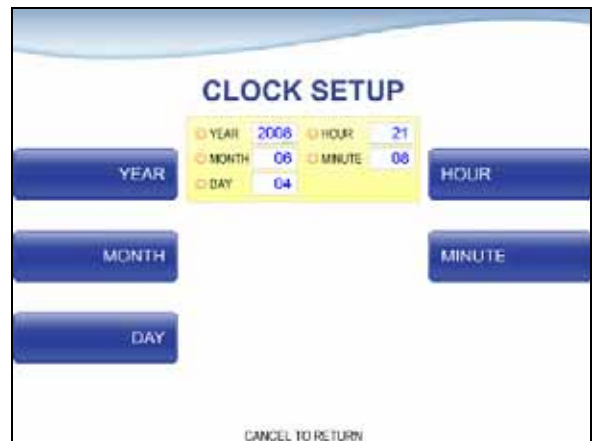 CLOCK SETUP
YEAR 2008 HOUR 21
MONTH 06 MINUTE 08
DAY 04
YEAR
HOUR
MONTH
MINUTE
DAY
CANCEL TO RETURN